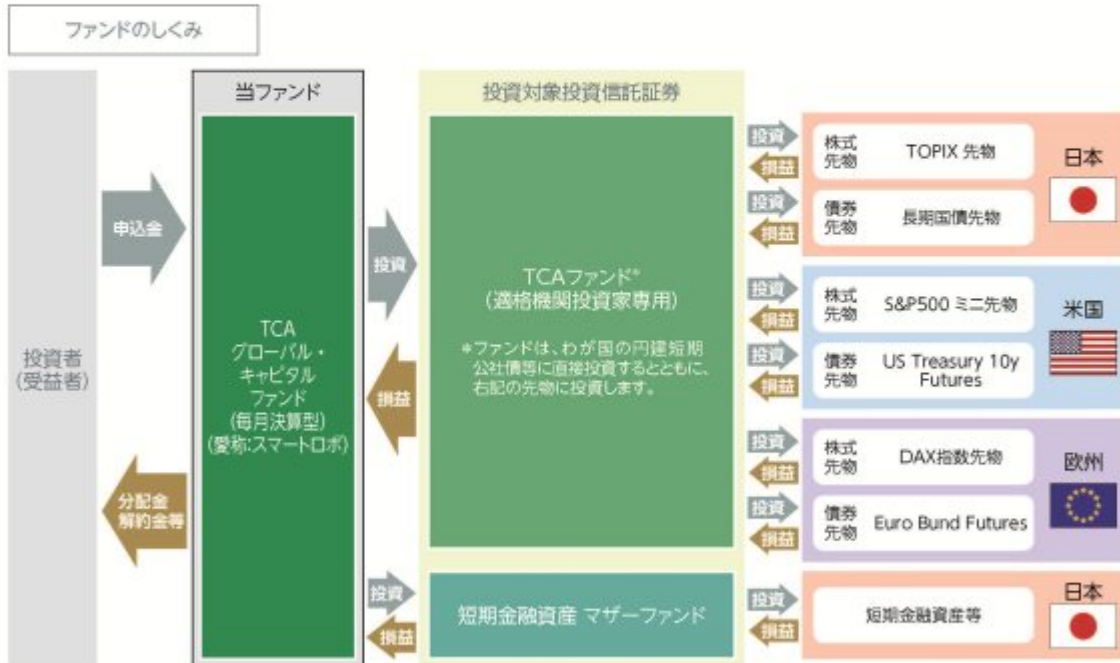 ファンドのしくみ
投資者
(受益者)
申込金
分配金
解約金等
当ファンド
TCA
グローバル・
キャピタル
ファンド
(毎月決算型)
(愛称:スマートロボ)
投資
損益
投資
損益
投資対象投資信託証券
TCAファンド*
(適格機関投資家専用)
*ファンドは、わが国の円建短期
公社債等に直接投資するとともに、
右記の先物に投資します。
短期金融資産 マザーファンド
投資
損益
株式
先物
TOPIX 先物
投資
損益
債券
先物
長期国債先物
日本
投資
損益
株式
先物
S&P500 ミニ先物
投資
損益
債券
先物
US Treasury 10y
Futures
米国
投資
損益
株式
先物
DAX指数先物
投資
損益
債券
先物
Euro Bund Futures
欧州
投資
損益
短期金融資産等
日本